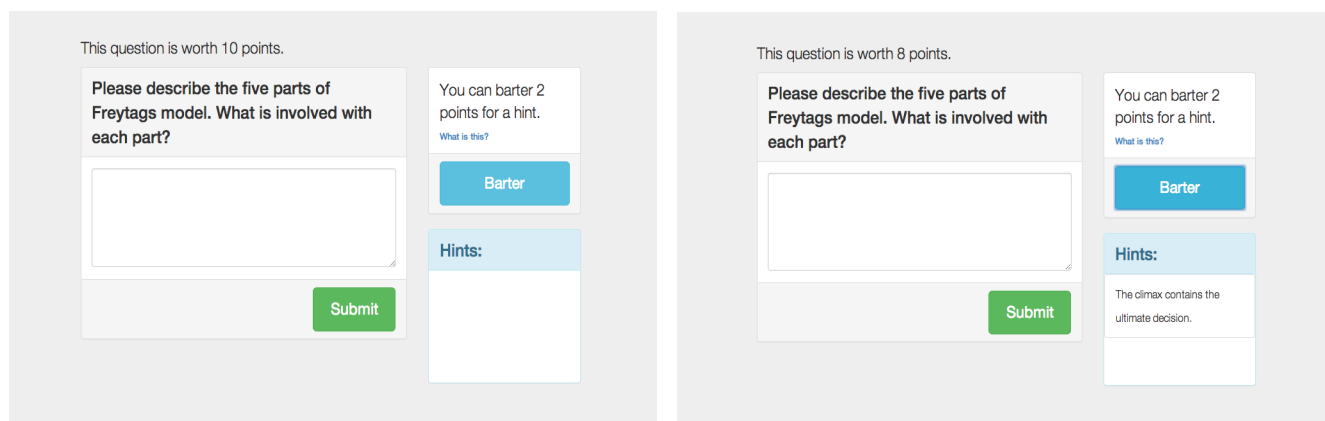 This question is worth 10 points.
Please describe the five parts of
Freytags model. What is involved with
each part?
Submit
You can barter 2
points for a hint.
What is this?
Barter
Hints:
This question is worth 8 points.
Please describe the five parts of
Freytags model. What is involved with
each part?
Submit
You can barter 2
points for a hint.
What is this?
Barter
Hints:
The climax contains the
ultimate decision.